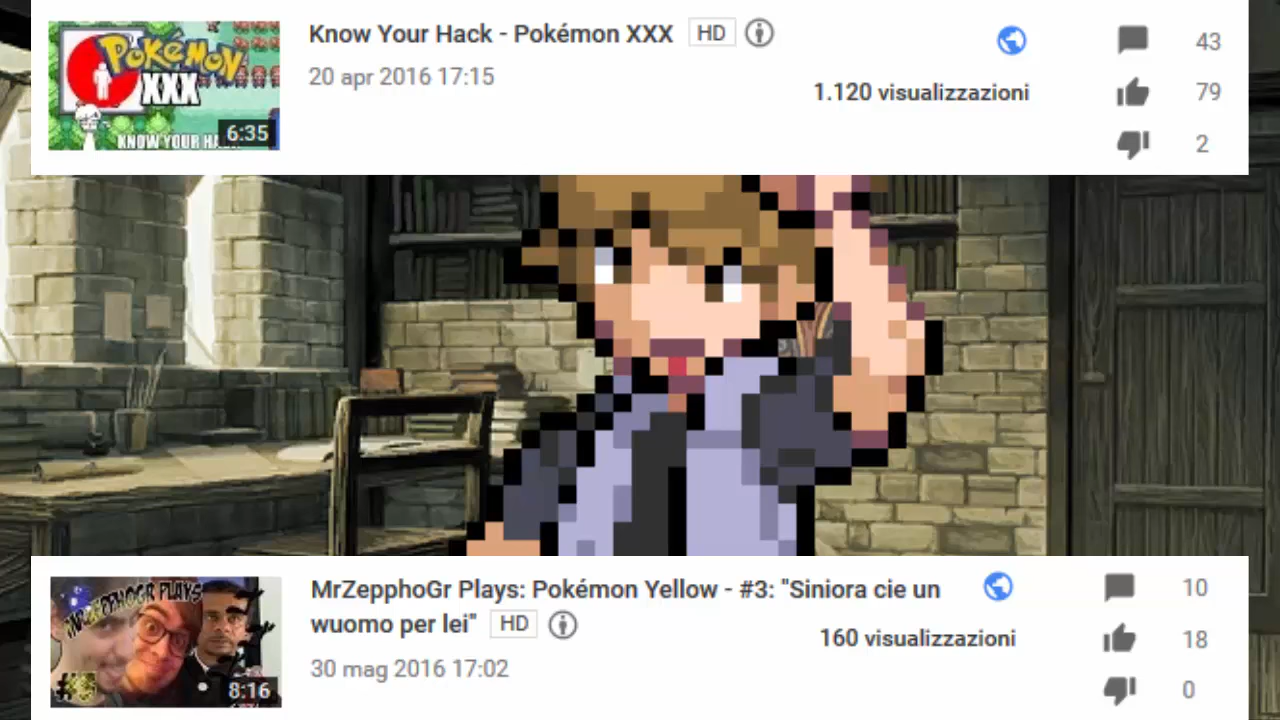 POKÉMON
XXX
KNOW YOUR
6:35
Know Your Hack - Pokémon XXX HD
20 apr 2016 17:15
1.120 visualizzazioni
43
79
2
MRZEPPHOGR PLAYS
8:16
MrZepphoGr Plays: Pokémon Yellow - #3: "Siniora cie un
wuomo per lei" HD
30 mag 2016 17:02
160 visualizzazioni
10
18
0